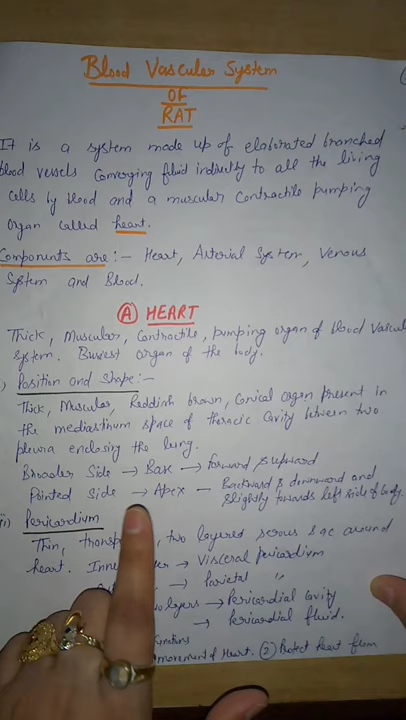 Blood Vascular System
OF
RAT
It is a system made up of elaborated branched
blood vessels converging fluid indirectly to all the living
cells by blood and a muscular contractile pumping
organ called heart.
Components are:- Heart, Arterial System, Venous
System and Blood.
A HEART
Thick, Muscular, Contractile, pumping organ of blood Vascul
system. Busiest organ of the body.
i) Position and Shape:-
Thick, Muscular, Reddish brown, Conical organ present in
the mediastinum space of thoracic cavity between two
pleura enclosing the lung.
Broader Side → Base → Forward & upward
Pointed Side → Apex — Backward & downward and
slightly towards left side of body.
ii) Pericardium
Thin, two layered serous sac around
heart. → Visceral pericardium
→ Parietal "
layers → Pericardial Cavity
→ Pericardial fluid.
movement of Heart. ② Protect heart from